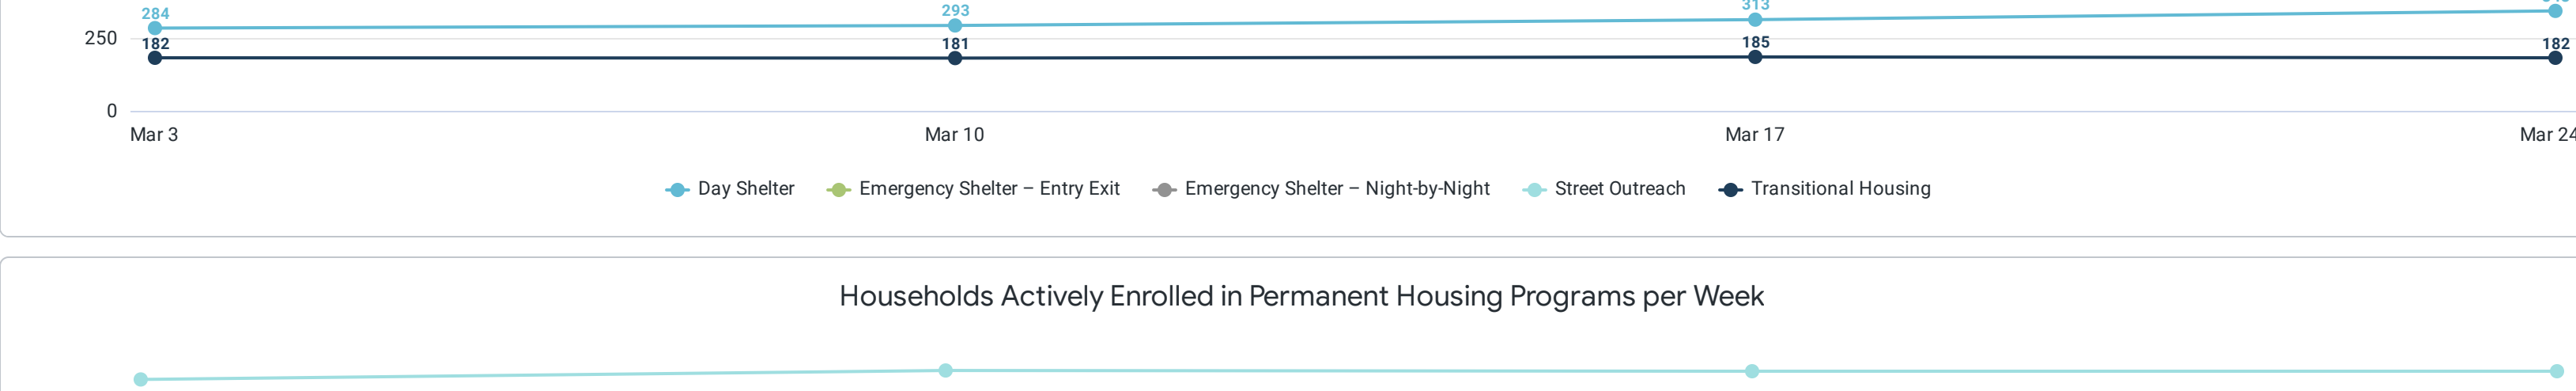 284 293 313
250
182 181 185 182
0
Mar 3 Mar 10 Mar 17 Mar 24
Day Shelter Emergency Shelter – Entry Exit Emergency Shelter – Night-by-Night Street Outreach Transitional Housing
Households Actively Enrolled in Permanent Housing Programs per Week